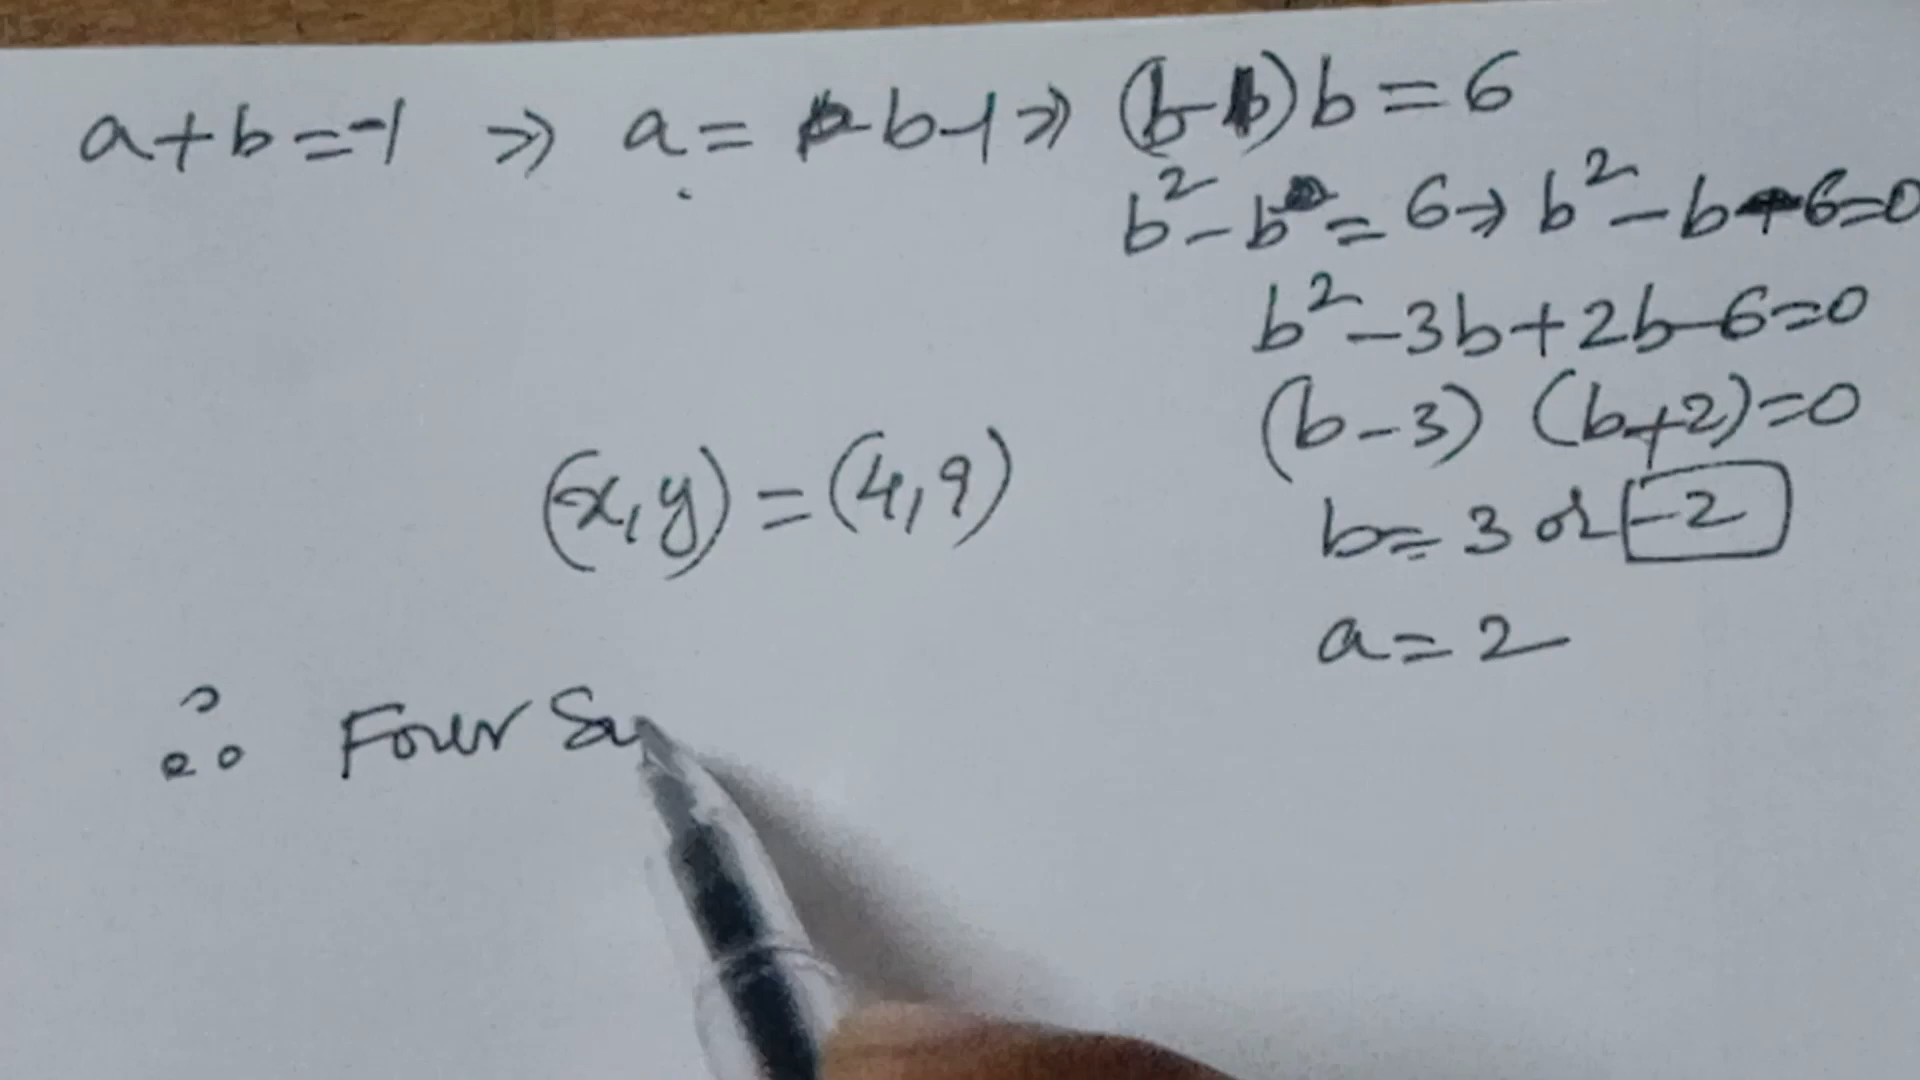 a+b=-1 => a = b-1 => (b-1)b = 6
b²-b = 6 → b²-b-6=0
b²-3b+2b-6=0
(b-3) (b+2)=0
(x,y) = (4,9)
b= 3 or -2
a=2
∴ Four